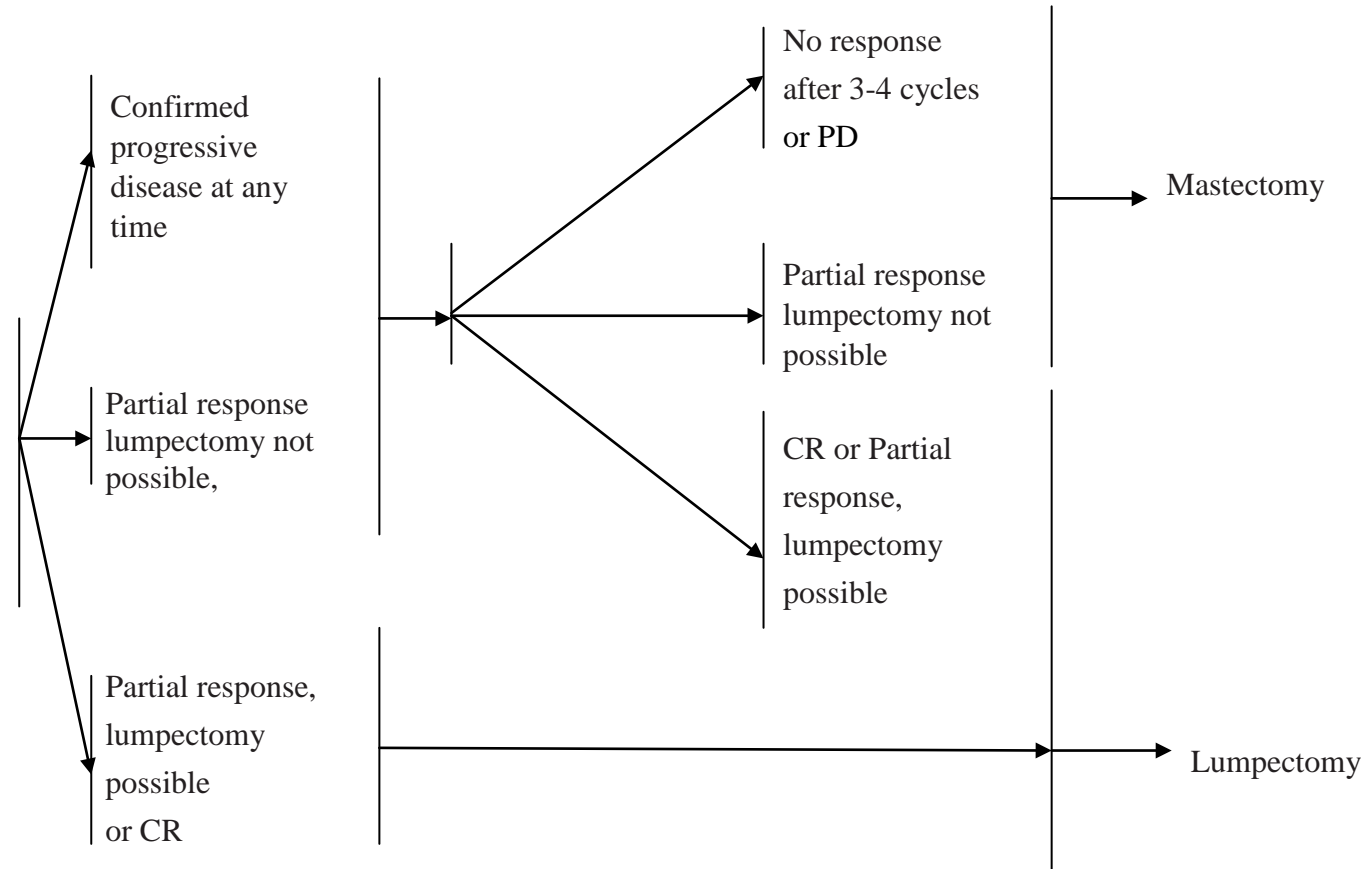 Confirmed
progressive
disease at any
time
Partial response
lumpectomy not
possible,
Partial response,
lumpectomy
possible
or CR
No response
after 3-4 cycles
or PD
Partial response
lumpectomy not
possible
CR or Partial
response,
lumpectomy
possible
Mastectomy
Lumpectomy